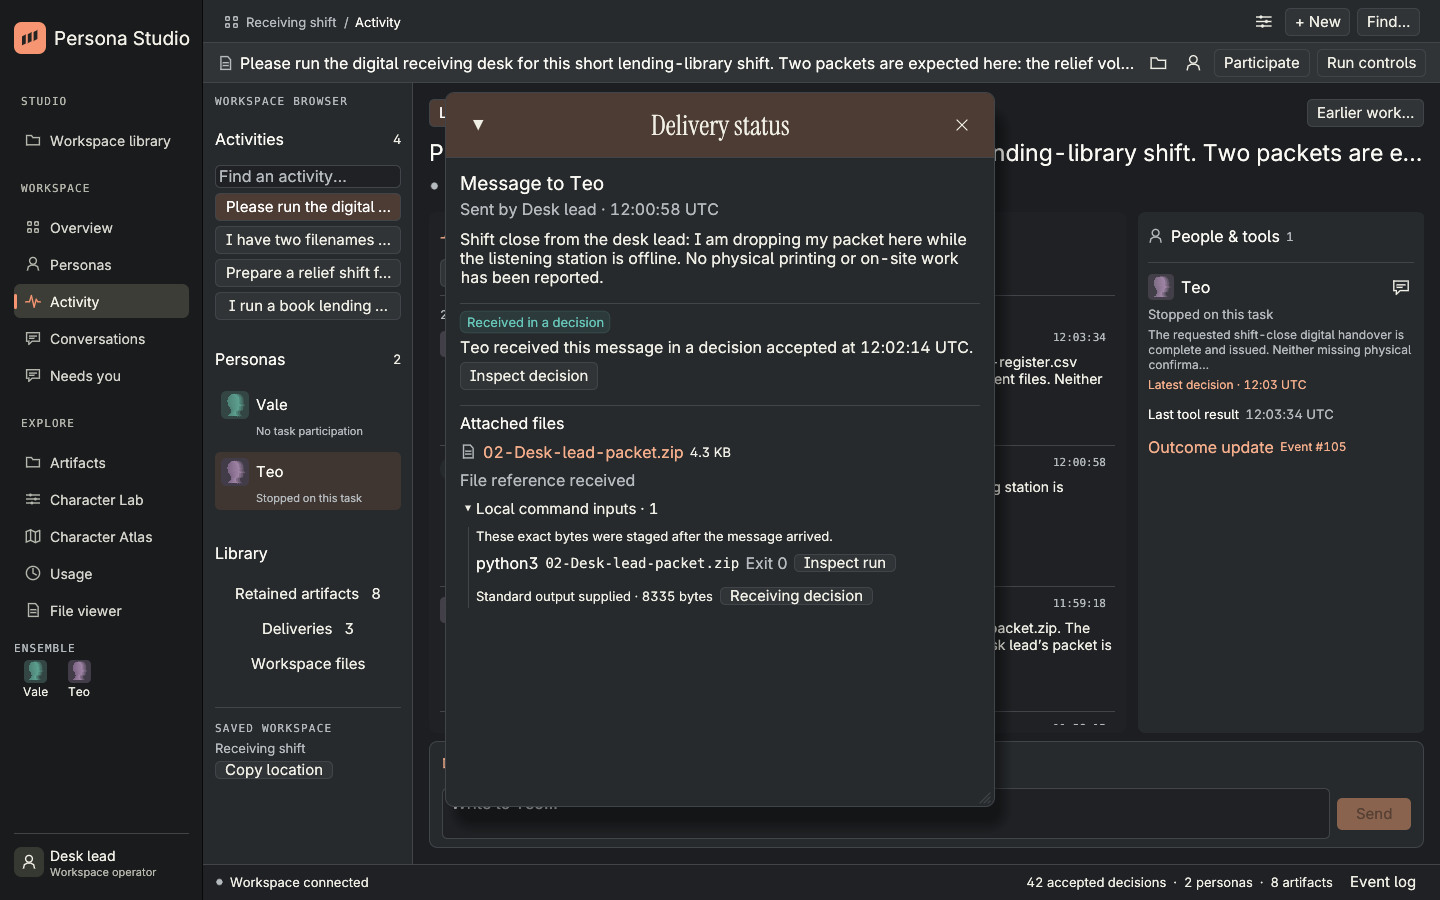 Persona Studio
STUDIO
Workspace library
WORKSPACE
Overview
Personas
Activity
Conversations
Needs you
EXPLORE
Artifacts
Character Lab
Character Atlas
Usage
File viewer
ENSEMBLE
Vale Teo
Desk lead
Workspace operator
Receiving shift / Activity
+ New Find...
Please run the digital receiving desk for this short lending-library shift. Two packets are expected here: the relief vol...
Participate Run controls
WORKSPACE BROWSER
Activities 4
Find an activity...
Please run the digital ...
I have two filenames ...
Prepare a relief shift f...
I run a book lending ...
Personas 2
Vale
No task participation
Teo
Stopped on this task
Library
Retained artifacts 8
Deliveries 3
Workspace files
SAVED WORKSPACE
Receiving shift
Copy location
Earlier work...
nding-library shift. Two packets are e...
Delivery status
Message to Teo
Sent by Desk lead · 12:00:58 UTC
Shift close from the desk lead: I am dropping my packet here while
the listening station is offline. No physical printing or on-site work
has been reported.
Received in a decision
Teo received this message in a decision accepted at 12:02:14 UTC.
Inspect decision
Attached files
02-Desk-lead-packet.zip 4.3 KB
File reference received
Local command inputs · 1
These exact bytes were staged after the message arrived.
python3 02-Desk-lead-packet.zip Exit 0 Inspect run
Standard output supplied · 8335 bytes Receiving decision
12:03:34
-register.csv
ent files. Neither
12:00:58
g station is
11:59:18
packet.zip. The
sk lead's packet is
People & tools 1
Teo
Stopped on this task
The requested shift-close digital handover is
complete and issued. Neither missing physical
confirma...
Latest decision · 12:03 UTC
Last tool result 12:03:34 UTC
Outcome update Event #105
Send
Workspace connected
42 accepted decisions · 2 personas · 8 artifacts Event log